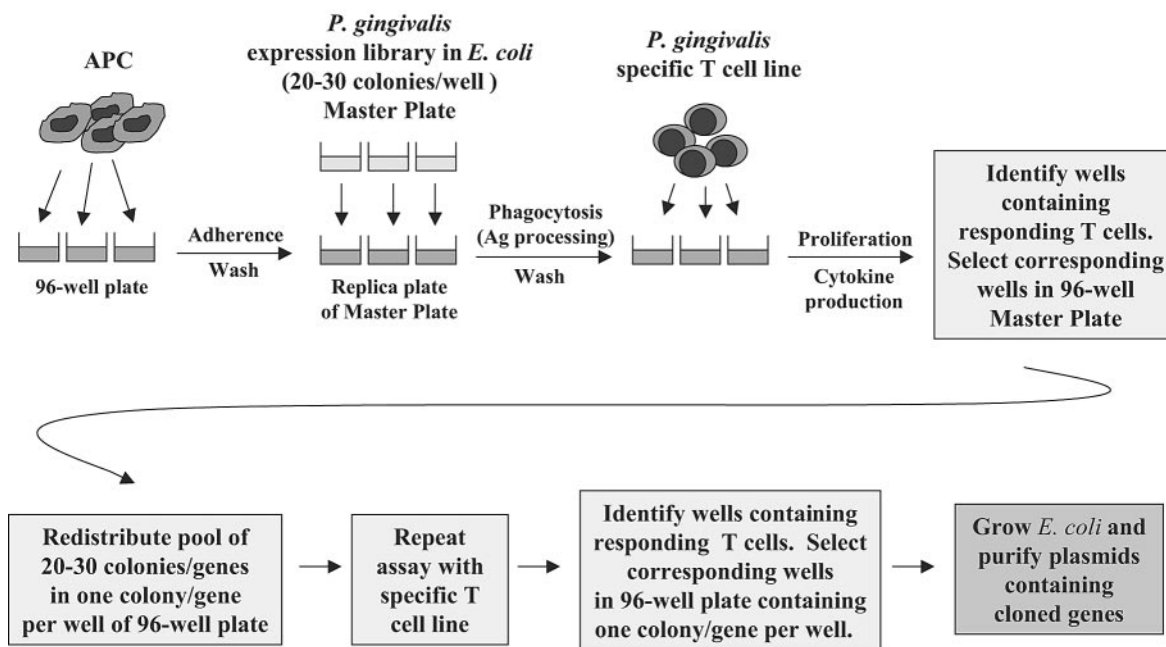 APC
P. gingivalis
expression library in E. coli
(20-30 colonies/well )
Master Plate
P. gingivalis
specific T cell line
96-well plate
Adherence
Wash
Replica plate
of Master Plate
Phagocytosis
(Ag processing)
Wash
Proliferation
Cytokine
production
Identify wells
containing
responding T cells.
Select corresponding
wells in 96-well
Master Plate
Redistribute pool of
20-30 colonies/genes
in one colony/gene
per well of 96-well plate
Repeat
assay with
specific T
cell line
Identify wells containing
responding T cells. Select
corresponding wells
in 96-well plate containing
one colony/gene per well.
Grow E. coli and
purify plasmids
containing
cloned genes